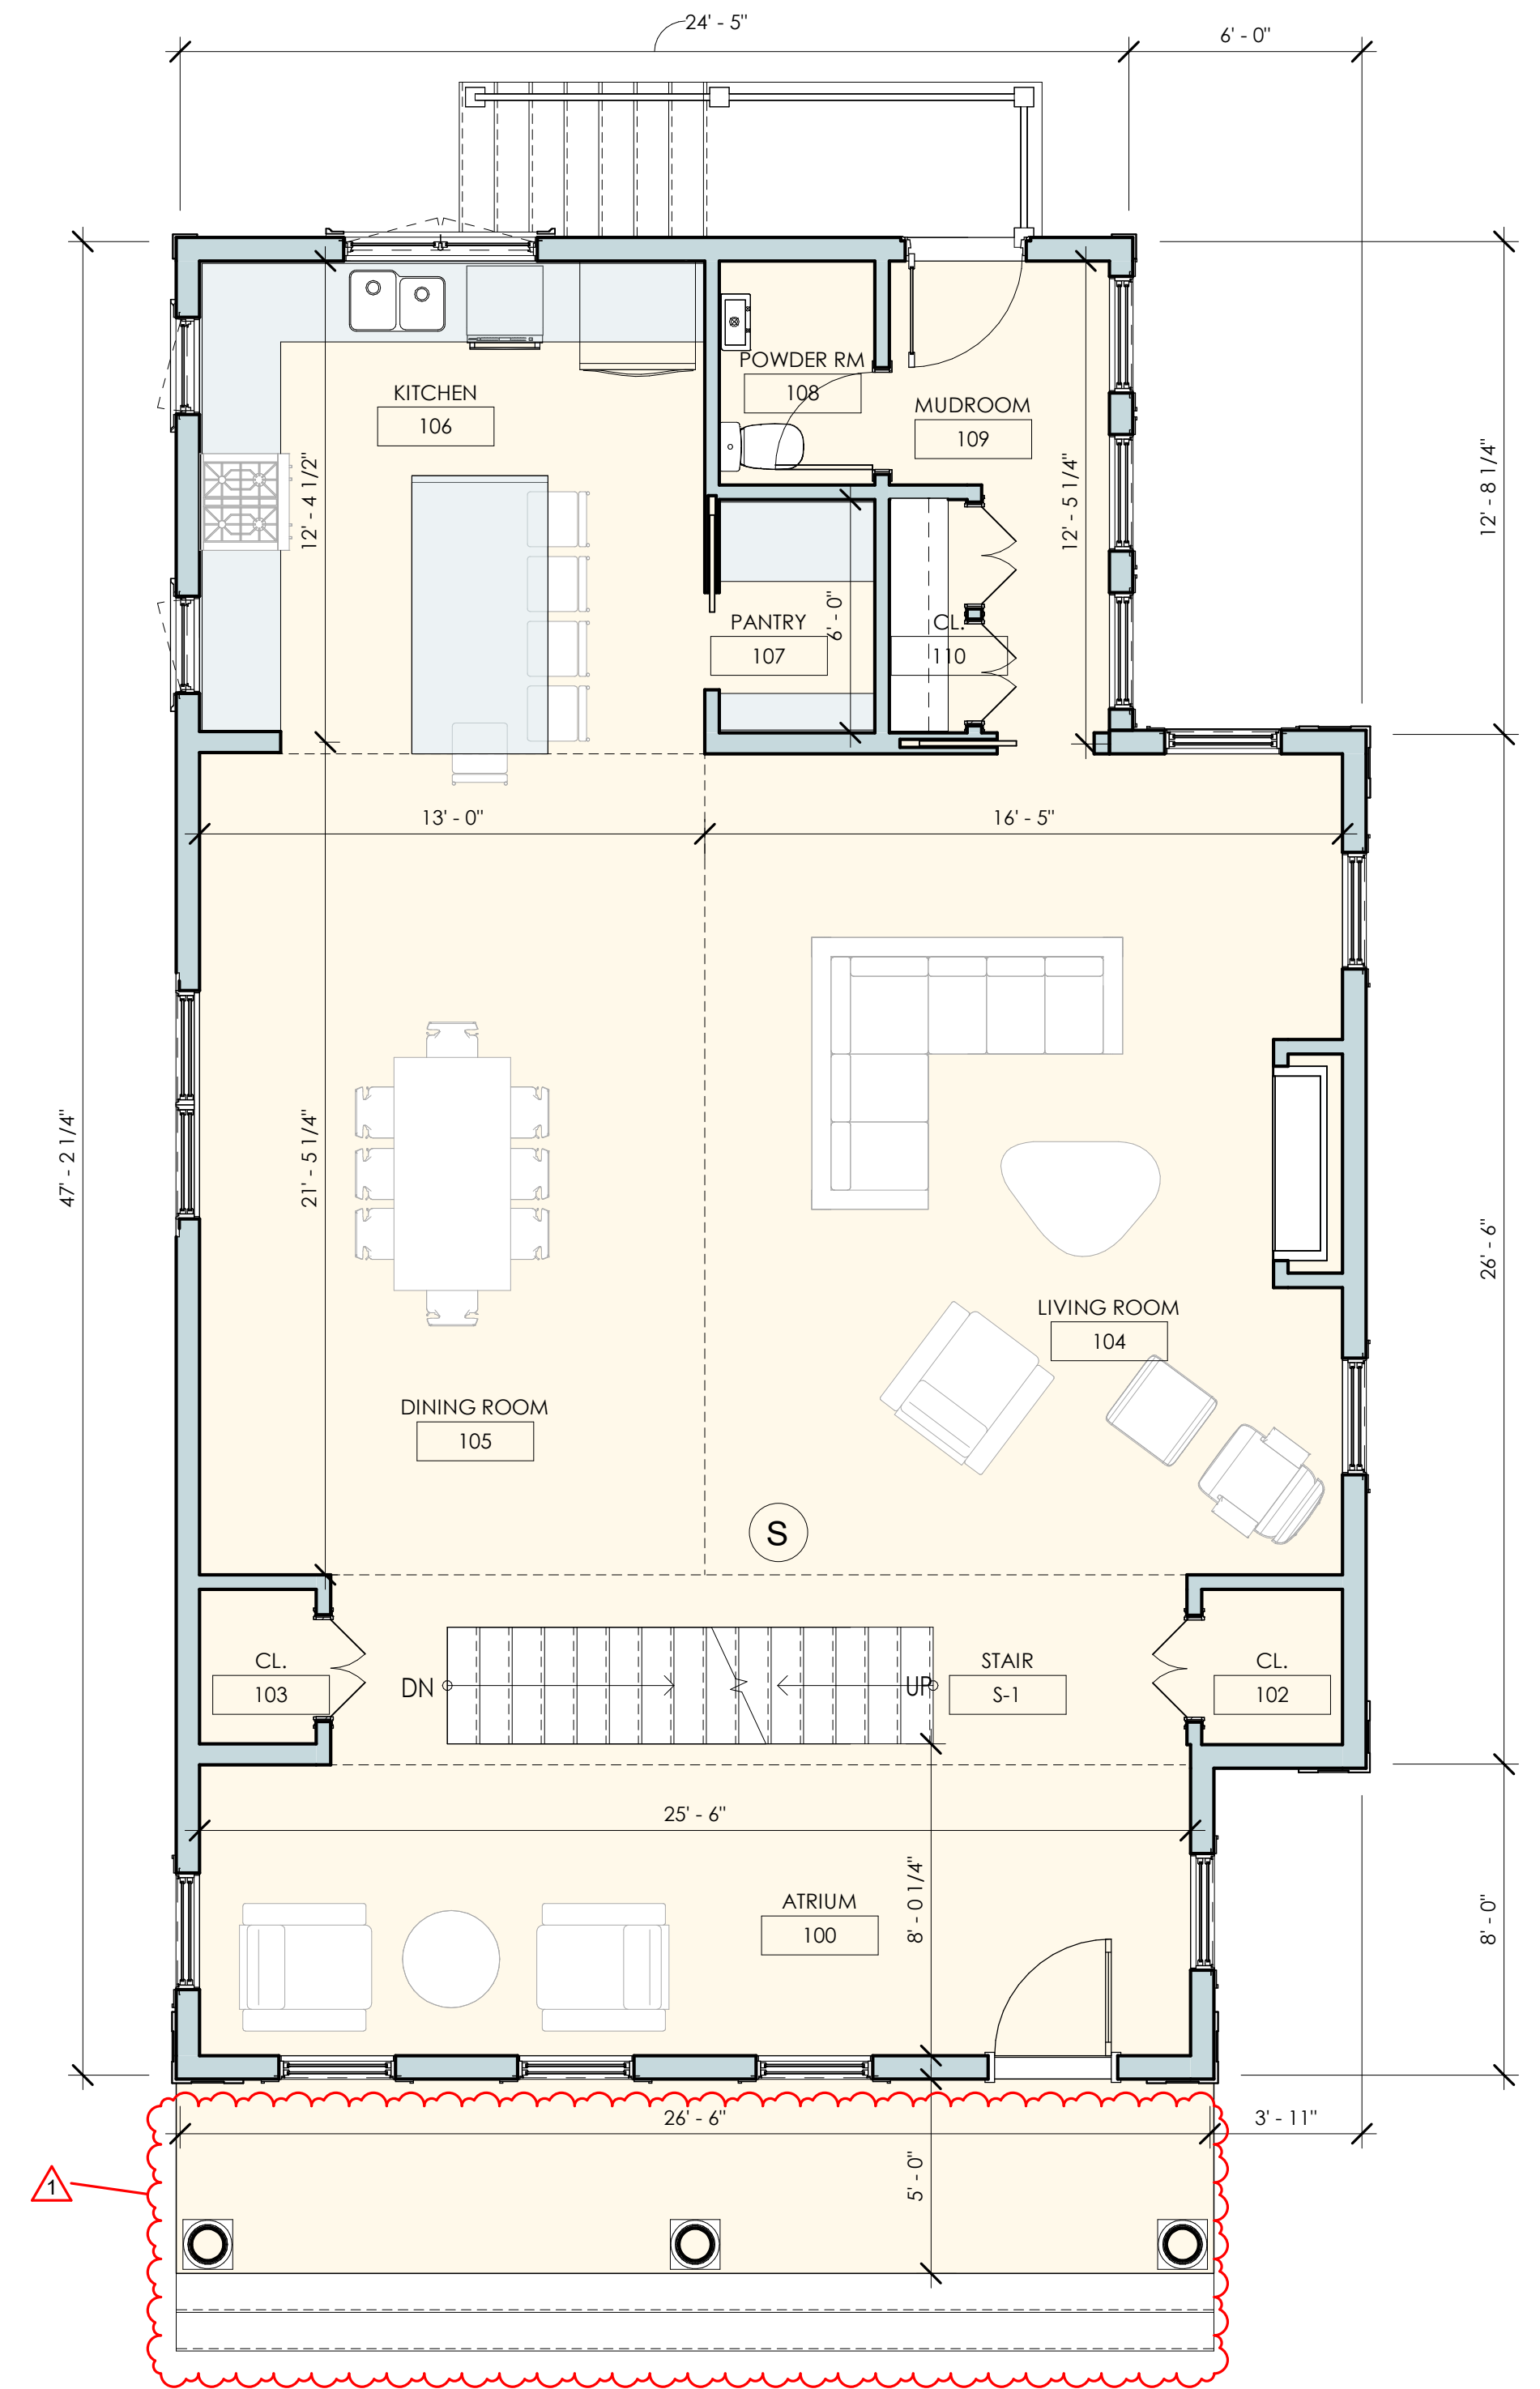 24' - 5"
6' - 0"
POWDER RM
108
KITCHEN
106
MUDROOM
109
12' - 4 1/2"
12' - 5 1/4"
12' - 8 1/4"
PANTRY
107
6' - 0"
CL.
110
13' - 0"
16' - 5"
47' - 2 1/4"
21' - 5 1/4"
26' - 6"
LIVING ROOM
104
DINING ROOM
105
S
CL.
103
DN
UP
STAIR
S-1
CL.
102
25' - 6"
8' - 0 1/4"
ATRIUM
100
8' - 0"
26' - 6"
3' - 11"
5' - 0"
1